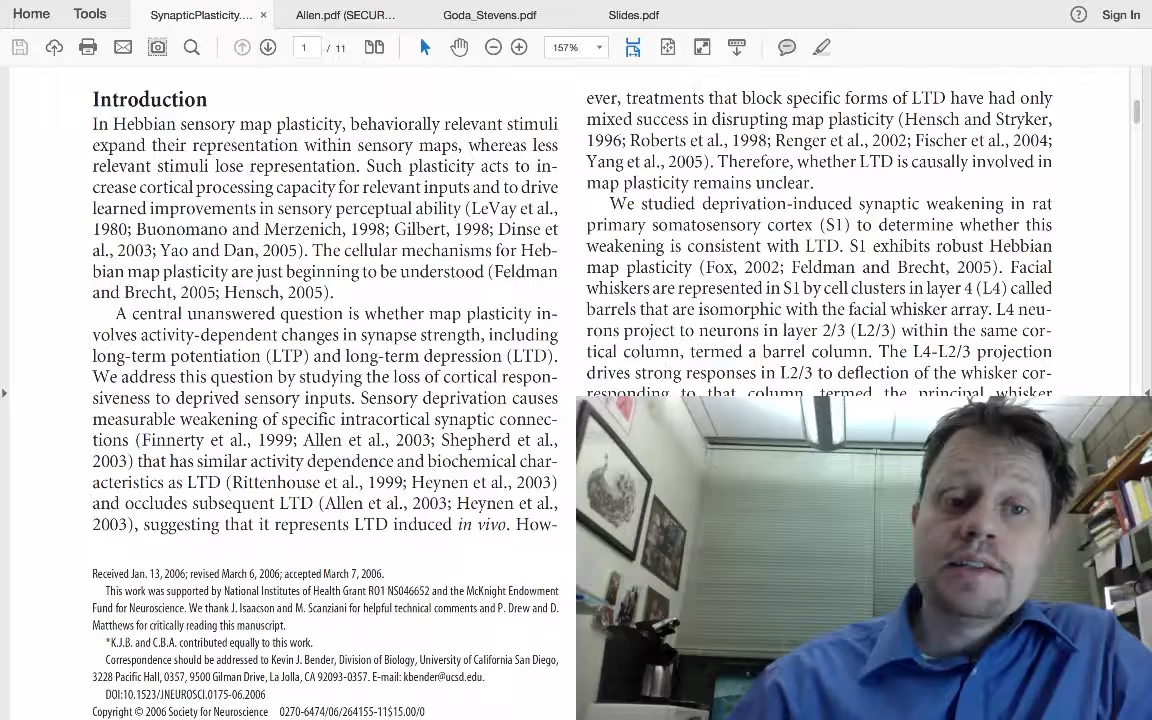 Home
Tools
SynapticPlasticity....
×
Allen.pdf (SECUR...
Goda_Stevens.pdf
Slides.pdf
?
Sign In
1
/ 11
157%
Introduction
In Hebbian sensory map plasticity, behaviorally relevant stimuli
expand their representation within sensory maps, whereas less
relevant stimuli lose representation. Such plasticity acts to in-
crease cortical processing capacity for relevant inputs and to drive
learned improvements in sensory perceptual ability (LeVay et al.,
1980; Buonomano and Merzenich, 1998; Gilbert, 1998; Dinse et
al., 2003; Yao and Dan, 2005). The cellular mechanisms for Heb-
bian map plasticity are just beginning to be understood (Feldman
and Brecht, 2005; Hensch, 2005).
A central unanswered question is whether map plasticity in-
volves activity-dependent changes in synapse strength, including
long-term potentiation (LTP) and long-term depression (LTD).
We address this question by studying the loss of cortical respon-
siveness to deprived sensory inputs. Sensory deprivation causes
measurable weakening of specific intracortical synaptic connec-
tions (Finnerty et al., 1999; Allen et al., 2003; Shepherd et al.,
2003) that has similar activity dependence and biochemical char-
acteristics as LTD (Rittenhouse et al., 1999; Heynen et al., 2003)
and occludes subsequent LTD (Allen et al., 2003; Heynen et al.,
2003), suggesting that it represents LTD induced in vivo. How-
Received Jan. 13, 2006; revised March 6, 2006; accepted March 7, 2006.
This work was supported by National Institutes of Health Grant RO1 NS046652 and the McKnight Endowment
Fund for Neuroscience. We thank J. Isaacson and M. Scanziani for helpful technical comments and P. Drew and D.
Matthews for critically reading this manuscript.
*K.J.B. and C.B.A. contributed equally to this work.
Correspondence should be addressed to Kevin J. Bender, Division of Biology, University of California San Diego,
3228 Pacific Hall, 0357, 9500 Gilman Drive, La Jolla, CA 92093-0357. E-mail: kbender@ucsd.edu.
DOI:10.1523/JNEUROSCI.0175-06.2006
Copyright © 2006 Society for Neuroscience 0270-6474/06/264155-11$15.00/0
ever, treatments that block specific forms of LTD have had only
mixed success in disrupting map plasticity (Hensch and Stryker,
1996; Roberts et al., 1998; Renger et al., 2002; Fischer et al., 2004;
Yang et al., 2005). Therefore, whether LTD is causally involved in
map plasticity remains unclear.
We studied deprivation-induced synaptic weakening in rat
primary somatosensory cortex (S1) to determine whether this
weakening is consistent with LTD. S1 exhibits robust Hebbian
map plasticity (Fox, 2002; Feldman and Brecht, 2005). Facial
whiskers are represented in S1 by cell clusters in layer 4 (L4) called
barrels that are isomorphic with the facial whisker array. L4 neu-
rons project to neurons in layer 2/3 (L2/3) within the same cor-
tical column, termed a barrel column. The L4-L2/3 projection
drives strong responses in L2/3 to deflection of the whisker cor-
responding to that column, termed the principal whisker